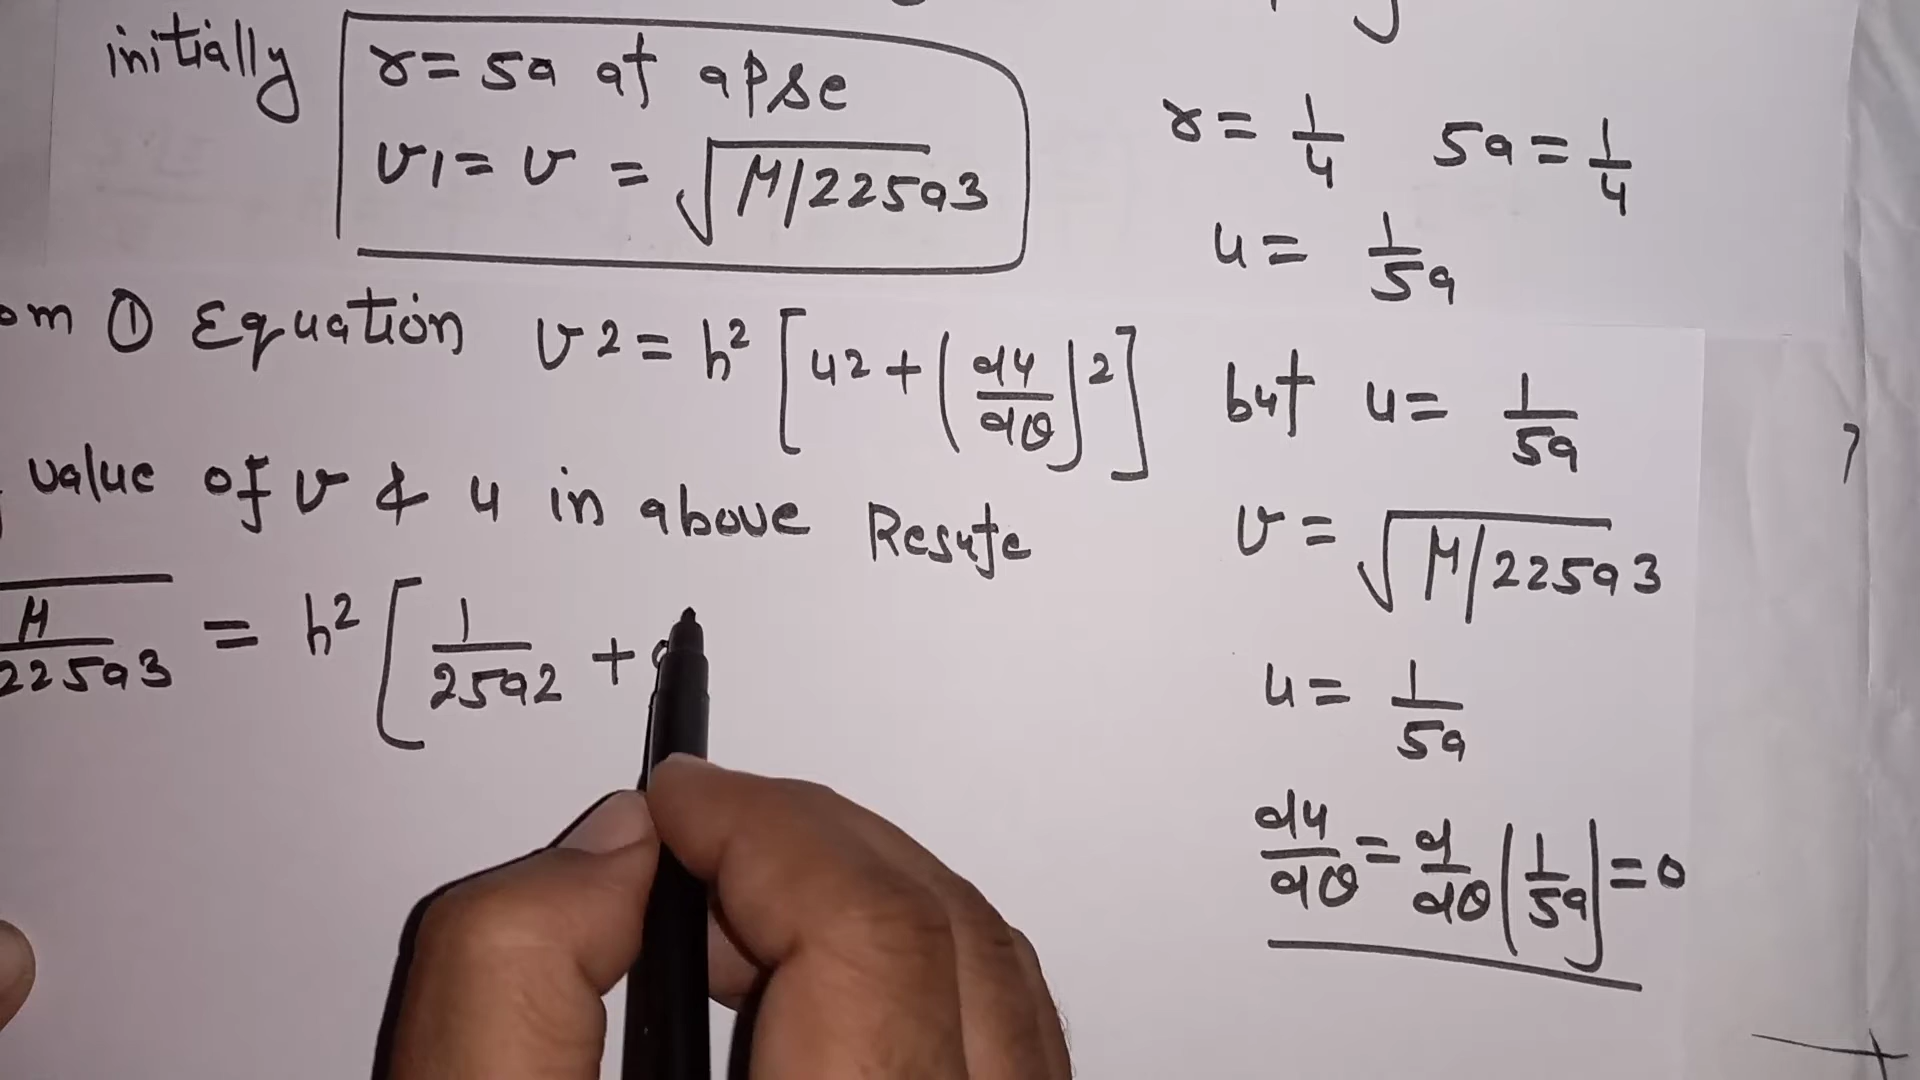 initially r = 5a at apse
v1 = v = √μ/225a3
r = 1/4 5a = 1/4
u = 1/5a
om ① Equation v2 = h² [u2 + (du/dθ)2]
but u = 1/5a
value of v & u in above
v = √μ/225a3
μ/225a3 = h2 [1/25a2 +
u = 1/5a
du/dθ = d/dθ (1/5a) = 0